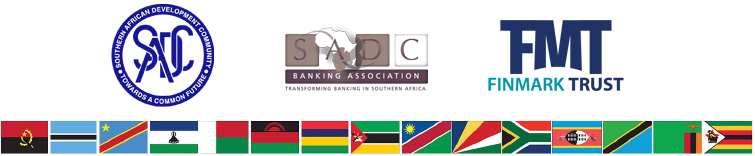 SOUTHERN AFRICAN DEVELOPMENT COMMUNITY
SADC
TOWARDS A COMMON FUTURE
SADC
BANKING ASSOCIATION
TRANSFORMING BANKING IN SOUTHERN AFRICA
FMT
FINMARK TRUST